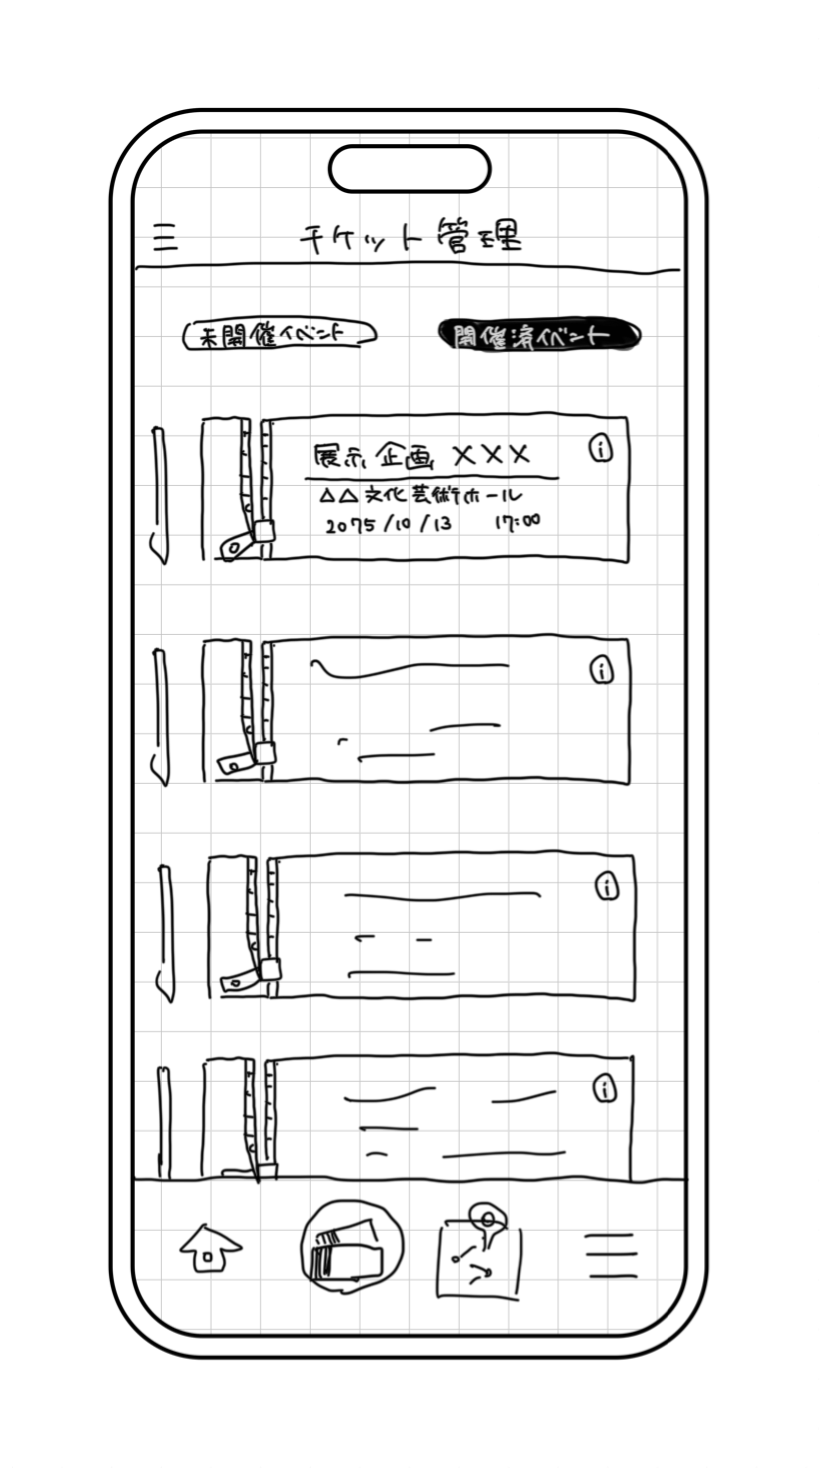 チケット管理
未開催イベント
開催済イベント
展示企画 ×××
i
△△文化芸術ホール
2075/10/13 17:00
i
i
i